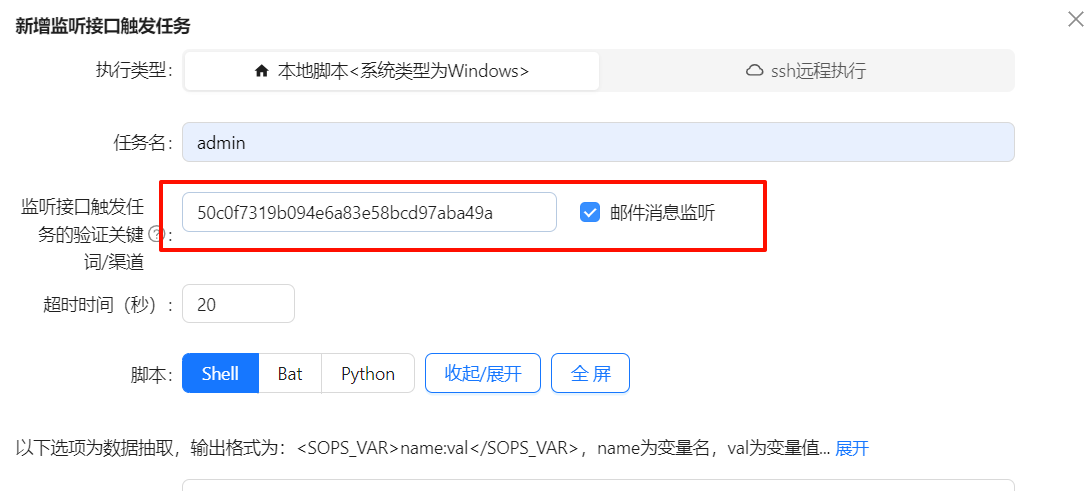 新增监听接口触发任务
执行类型: 本地脚本<系统类型为Windows> ssh远程执行
任务名: admin
监听接口触发任
务的验证关键 ? :
词/渠道
50c0f7319b094e6a83e58bcd97aba49a 邮件消息监听
超时时间（秒）: 20
脚本: Shell Bat Python 收起/展开 全 屏
以下选项为数据抽取，输出格式为：<SOPS_VAR>name:val</SOPS_VAR>，name为变量名，val为变量值... 展开